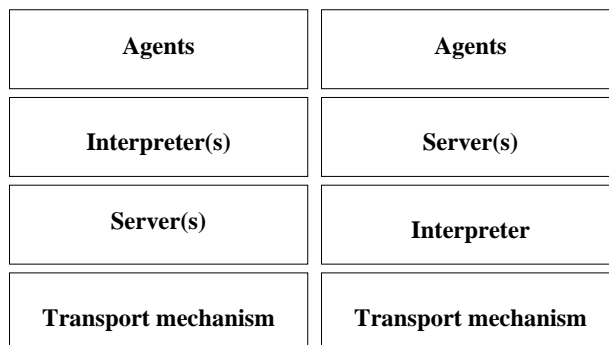 Agents
Interpreter(s)
Server(s)
Transport mechanism
Agents
Server(s)
Interpreter
Transport mechanism